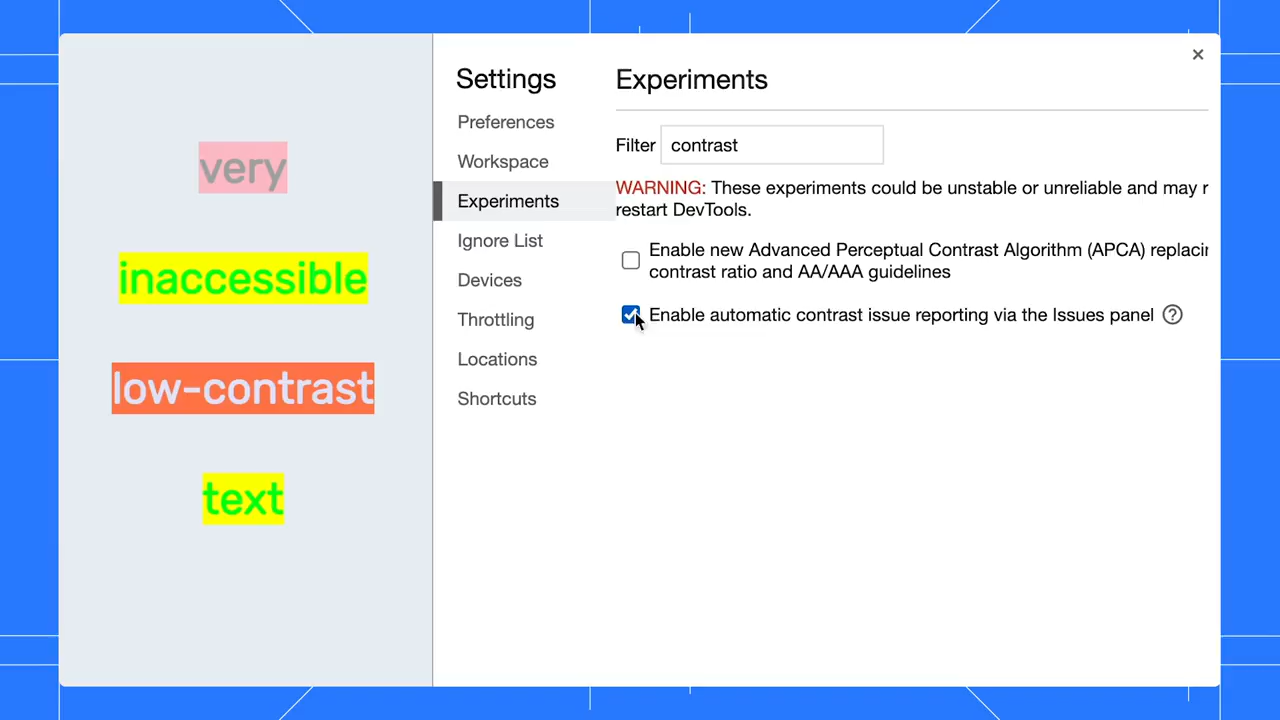 very
inaccessible
low-contrast
text
Settings
Preferences
Workspace
Experiments
Ignore List
Devices
Throttling
Locations
Shortcuts
Experiments
Filter contrast
WARNING: These experiments could be unstable or unreliable and may r
restart DevTools.
Enable new Advanced Perceptual Contrast Algorithm (APCA) replacin
contrast ratio and AA/AAA guidelines
Enable automatic contrast issue reporting via the Issues panel